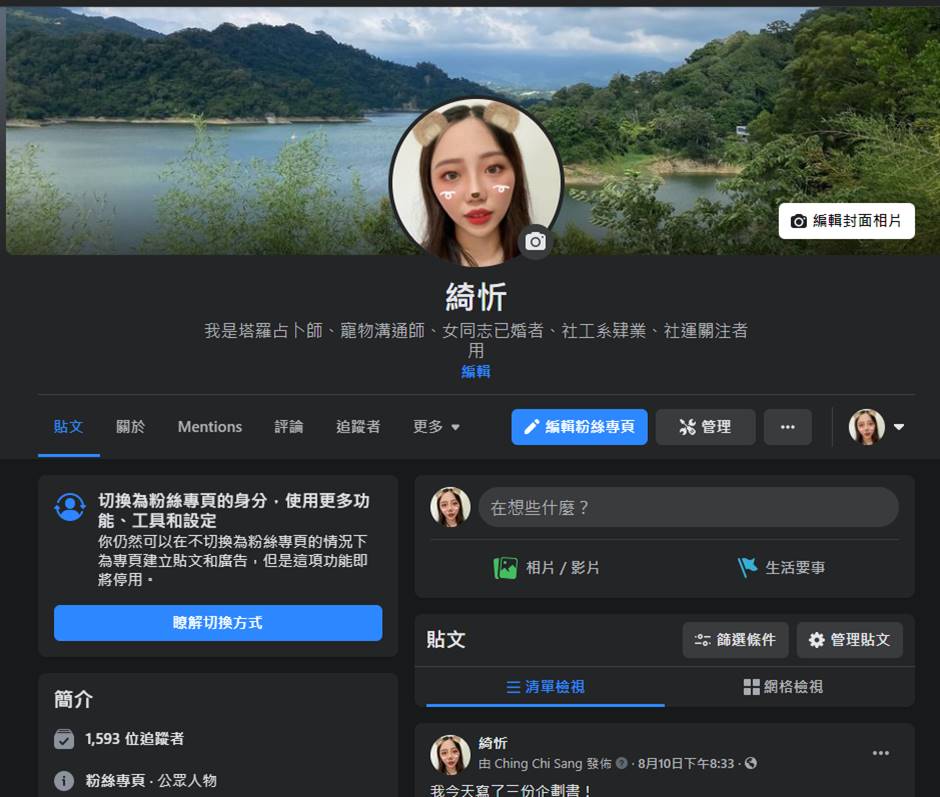 編輯封面相片
綺忻
我是塔羅占卜師、寵物溝通師、女同志已婚者、社工系肄業、社運關注者
用
編輯
貼文
關於
Mentions
評論
追蹤者
更多
編輯粉絲專頁
管理
切換為粉絲專頁的身分，使用更多功
能、工具和設定
你仍然可以在不切換為粉絲專頁的情況下
為專頁建立貼文和廣告，但是這項功能即
將停用。
瞭解切換方式
簡介
1,593 位追蹤者
粉絲專頁 · 公眾人物
在想些什麼？
相片 / 影片
生活要事
貼文
篩選條件
管理貼文
清單檢視
網格檢視
綺忻
由 Ching Chi Sang 發佈 · 8月10日下午8:33 ·
我今天寫了三份企劃書！